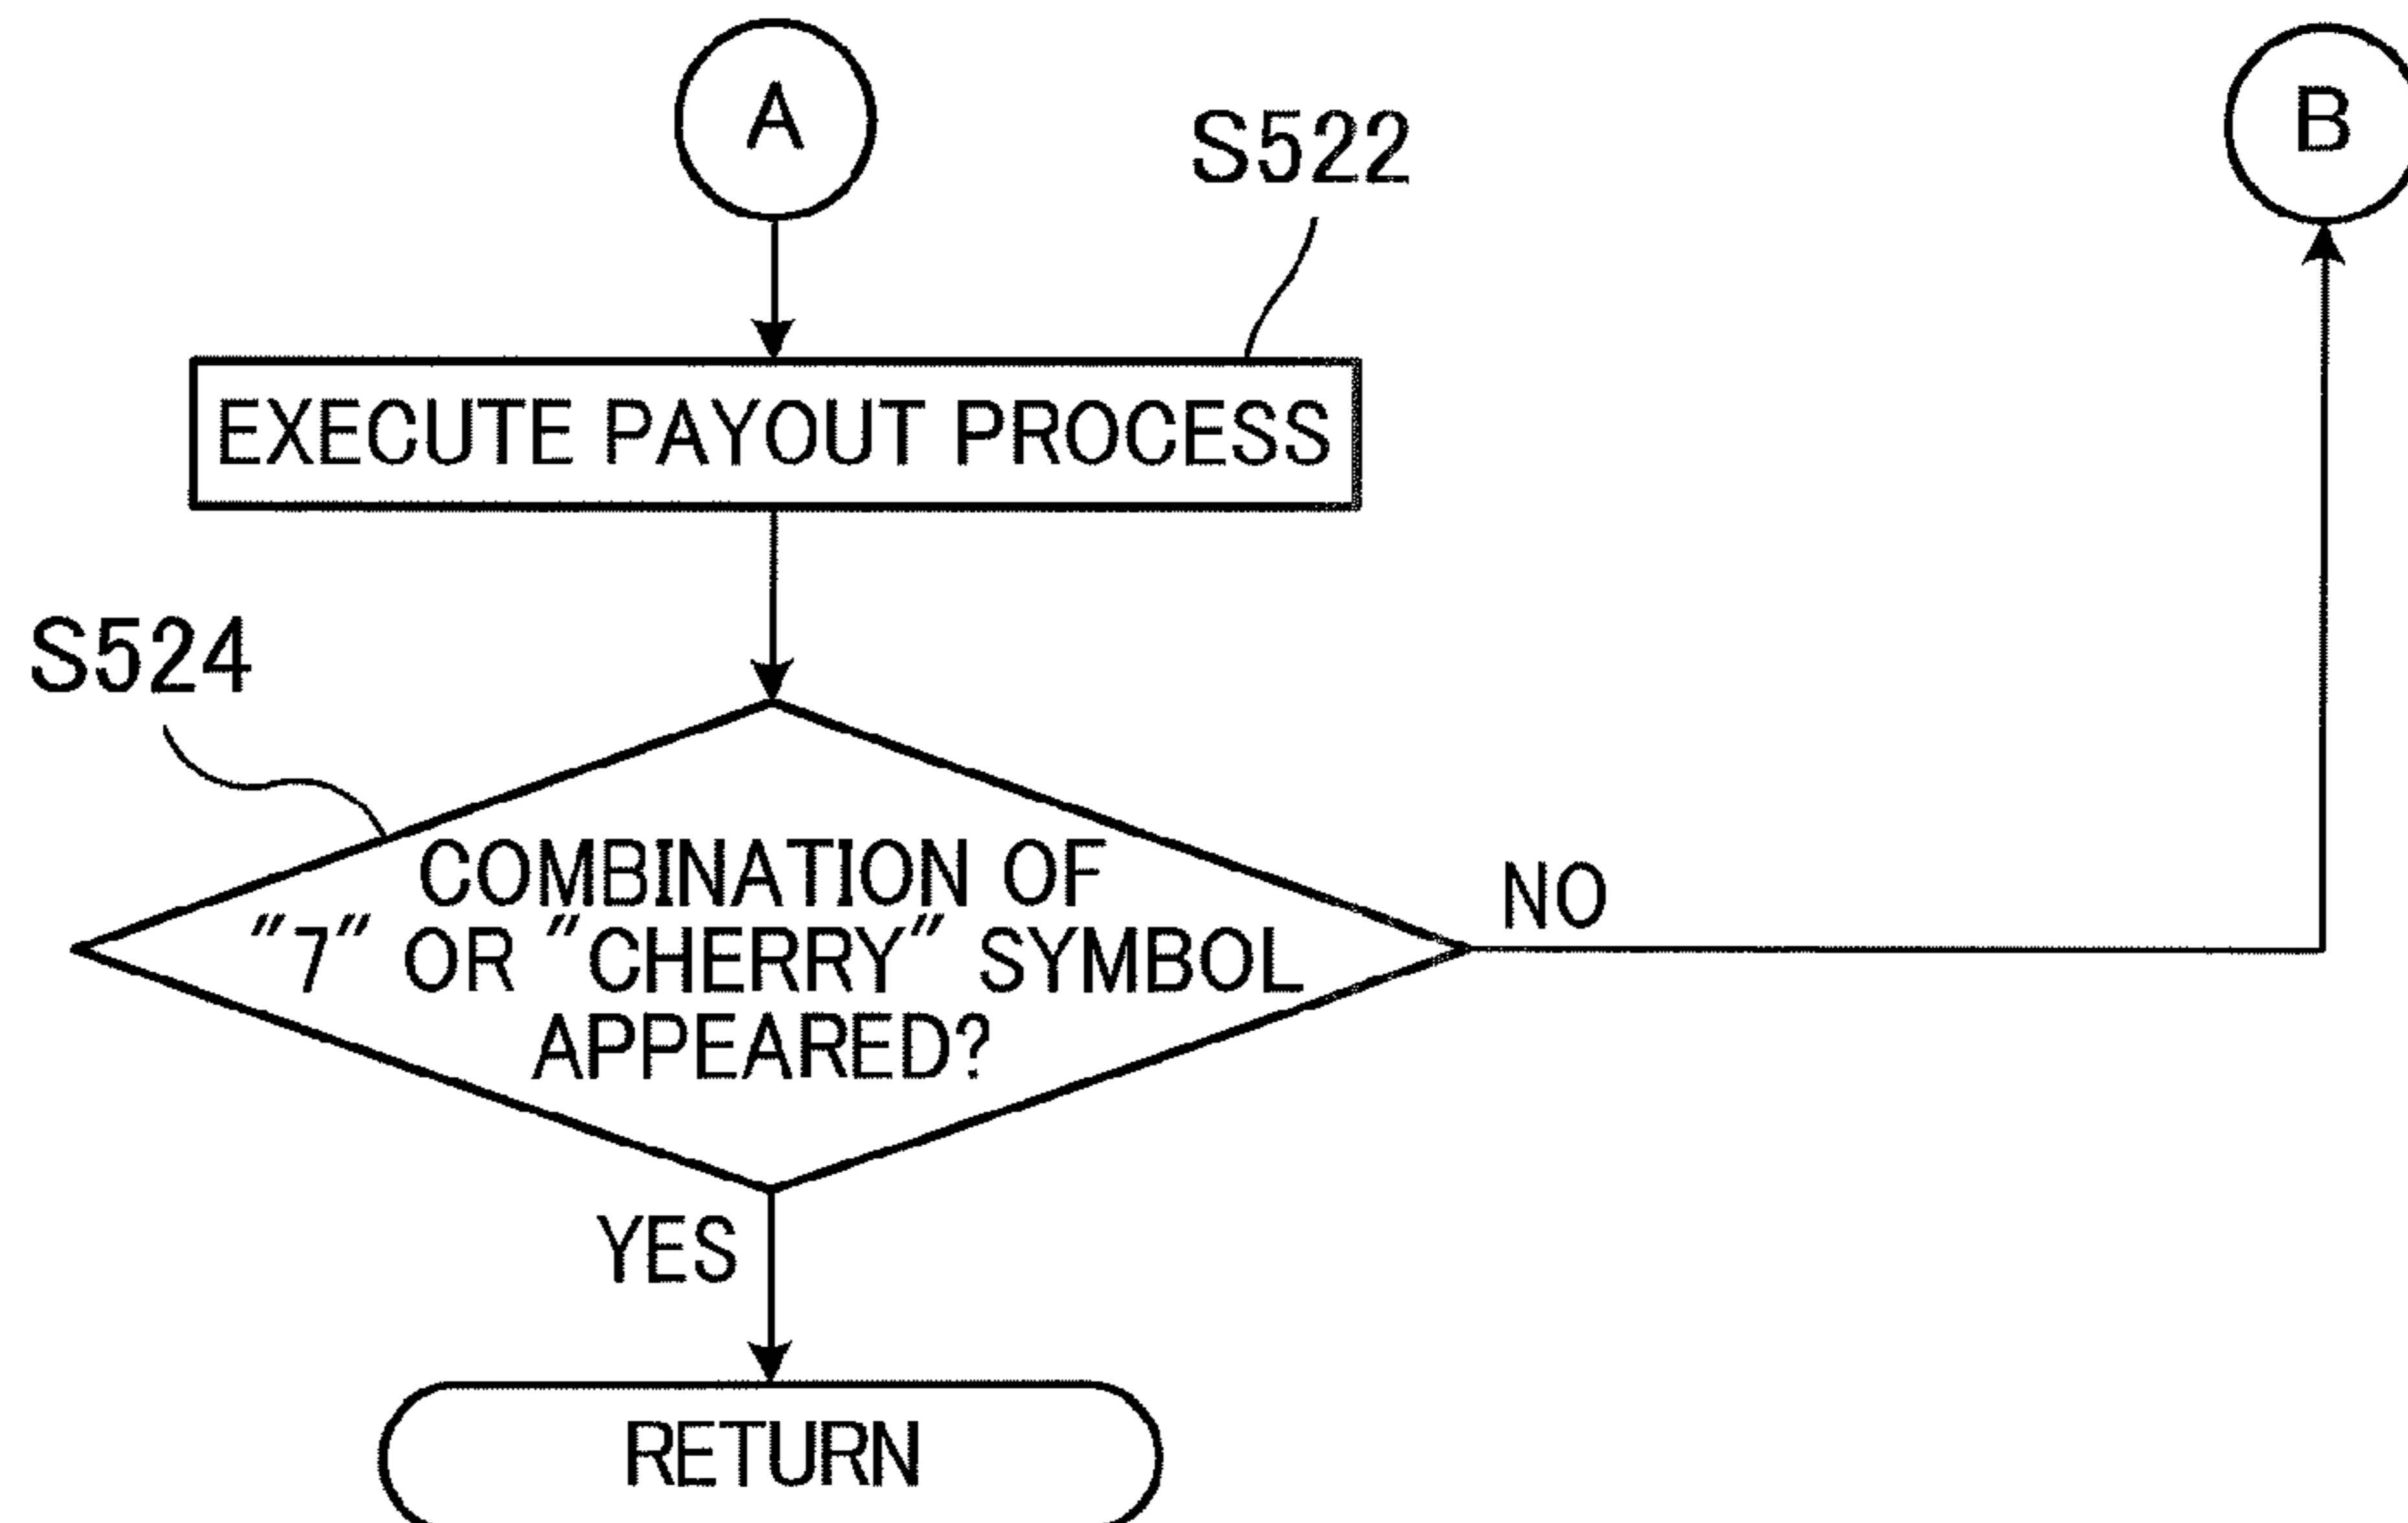 A
B
S522
EXECUTE PAYOUT PROCESS
S524
COMBINATION OF
"7" OR "CHERRY" SYMBOL
APPEARED?
NO
YES
RETURN